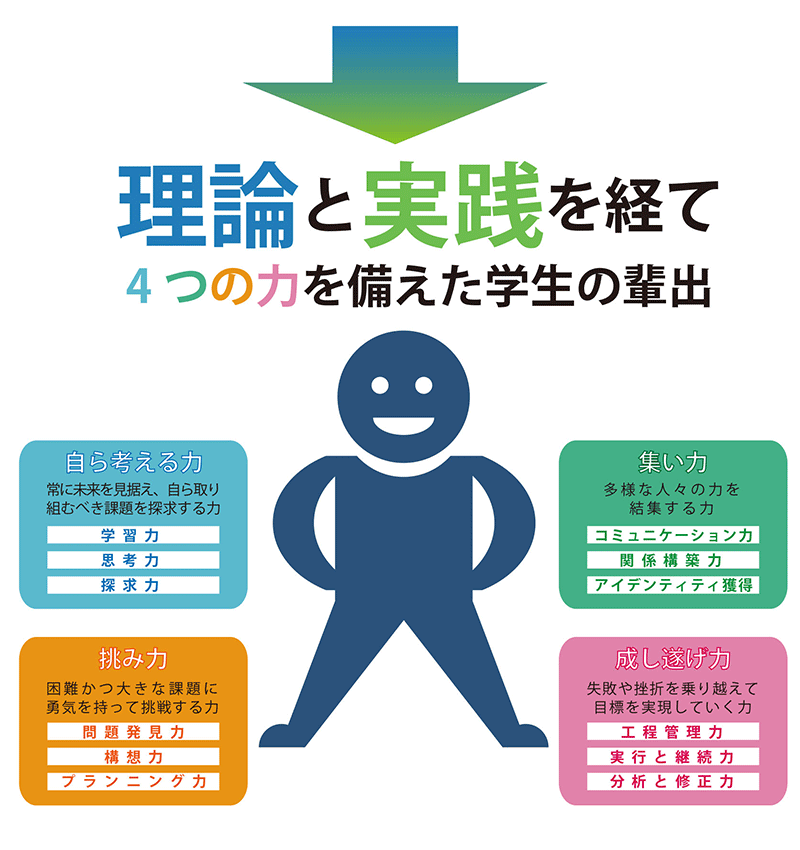 理論と実践を経て
4つの力を備えた学生の輩出
自ら考える力
常に未来を見据え、自ら取り
組むべき課題を探求する力
学習力
思考力
探求力
集い力
多様な人々の力を
結集する力
コミュニケーション力
関係構築力
アイデンティティ獲得
挑み力
困難かつ大きな課題に
勇気を持って挑戦する力
問題発見力
構想力
プランニング力
成し遂げ力
失敗や挫折を乗り越えて
目標を実現していく力
工程管理力
実行と継続力
分析と修正力